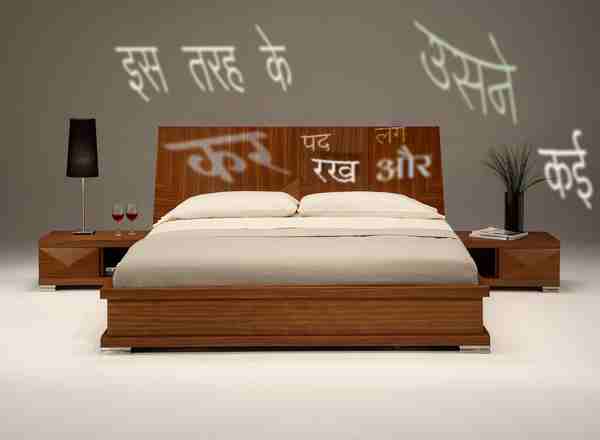 इस तरह के
उसने
कर
पद
लग
रख
और
कई